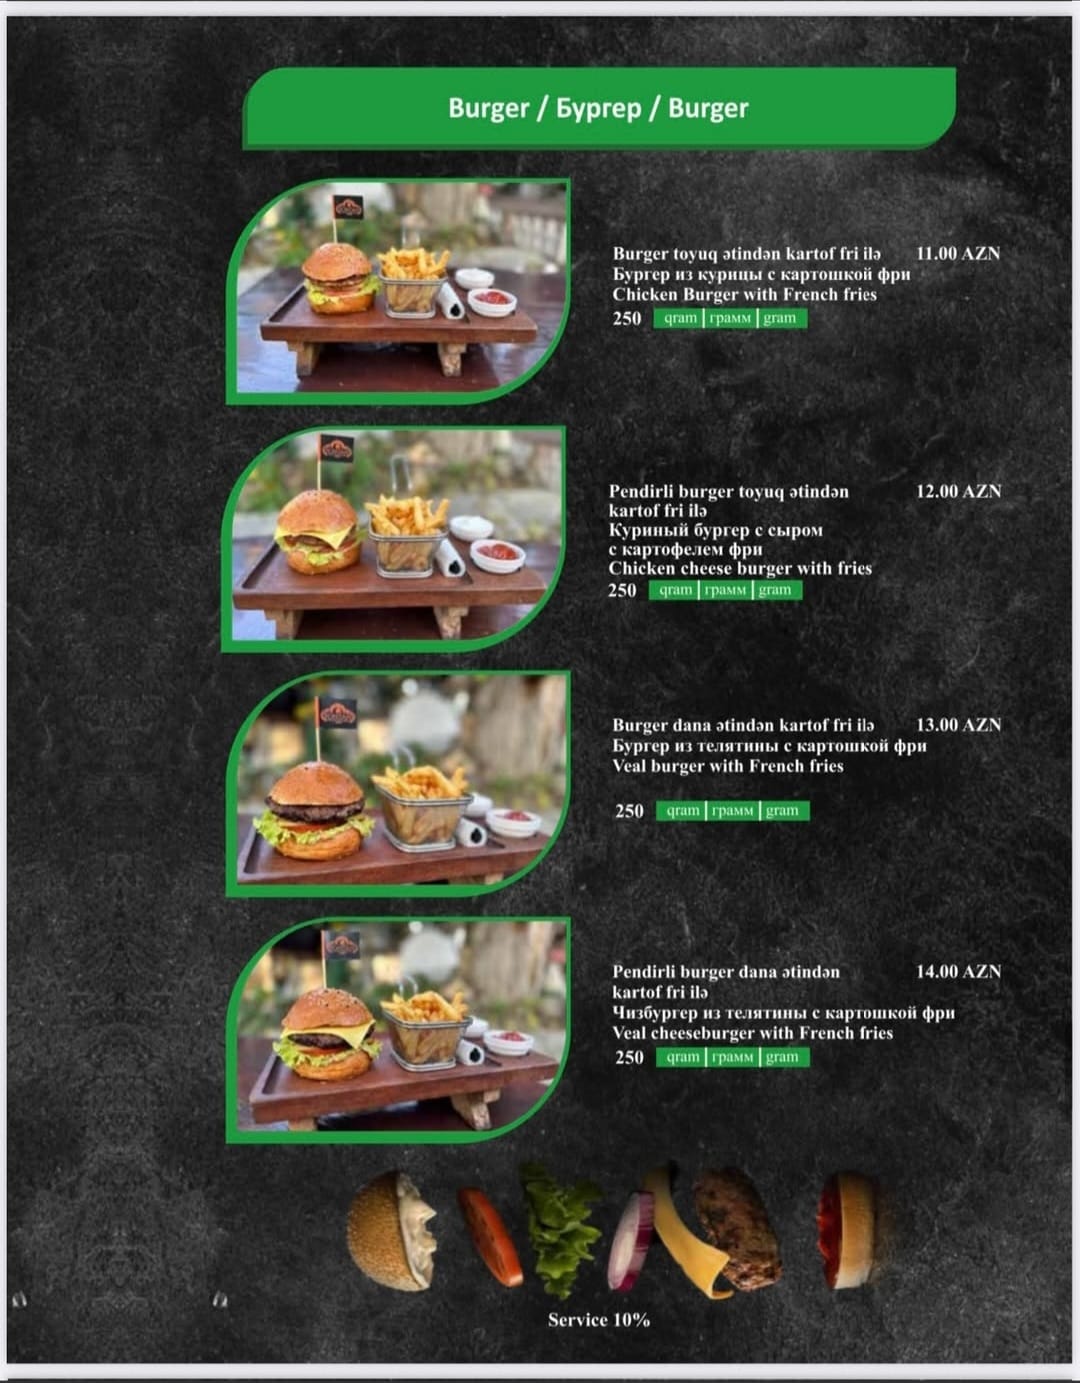 Burger / Бургер / Burger
Burger toyuq ətindən kartof fri ilə 11.00 AZN
Бургер из курицы с картошкой фри
Chicken Burger with French fries
250 qram | грамм | gram
Pendirli burger toyuq ətindən 12.00 AZN
kartof fri ilə
Куриный бургер с сыром
с картофелем фри
Chicken cheese burger with fries
250 qram | грамм | gram
Burger dana ətindən kartof fri ilə 13.00 AZN
Бургер из телятины с картошкой фри
Veal burger with French fries
250 qram | грамм | gram
Pendirli burger dana ətindən 14.00 AZN
kartof fri ilə
Чизбургер из телятины с картошкой фри
Veal cheeseburger with French fries
250 qram | грамм | gram
Service 10%